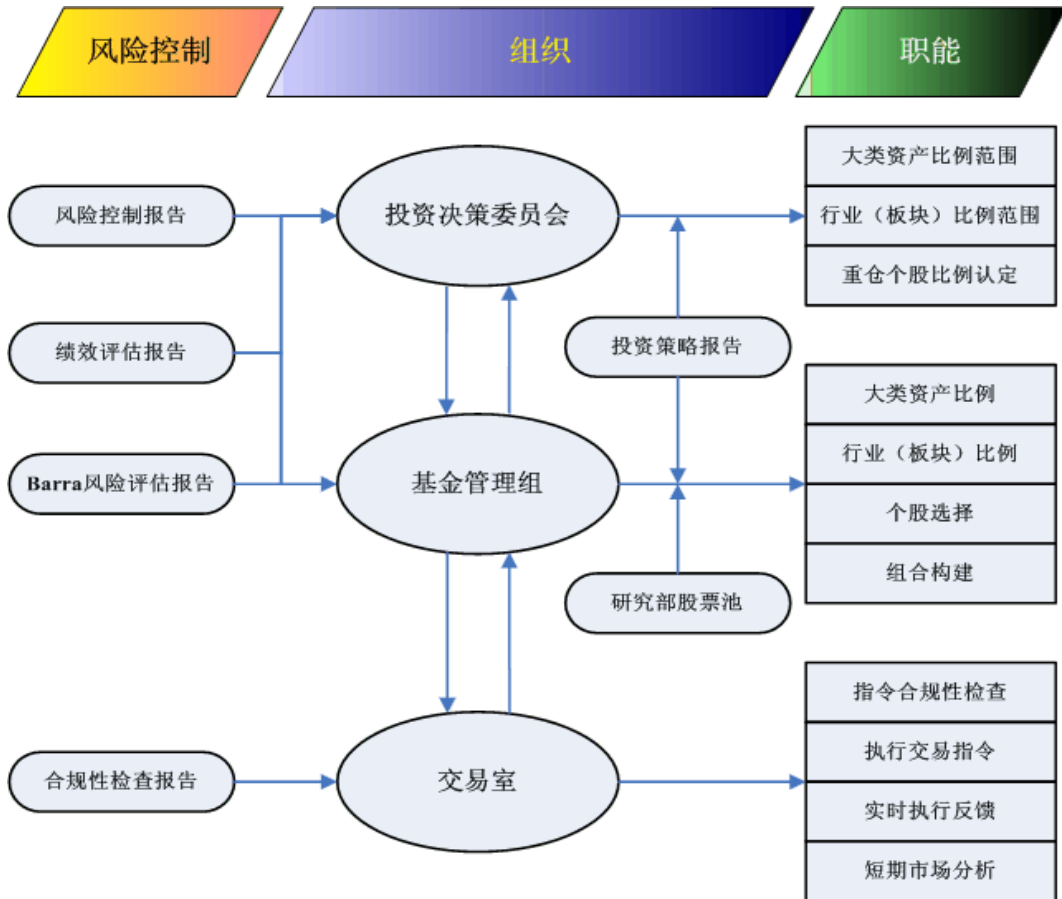 风险控制
组织
职能
风险控制报告
投资决策委员会
大类资产比例范围
行业（板块）比例范围
重仓个股比例认定
绩效评估报告
投资策略报告
Barra风险评估报告
基金管理组
大类资产比例
行业（板块）比例
个股选择
组合构建
研究部股票池
合规性检查报告
交易室
指令合规性检查
执行交易指令
实时执行反馈
短期市场分析